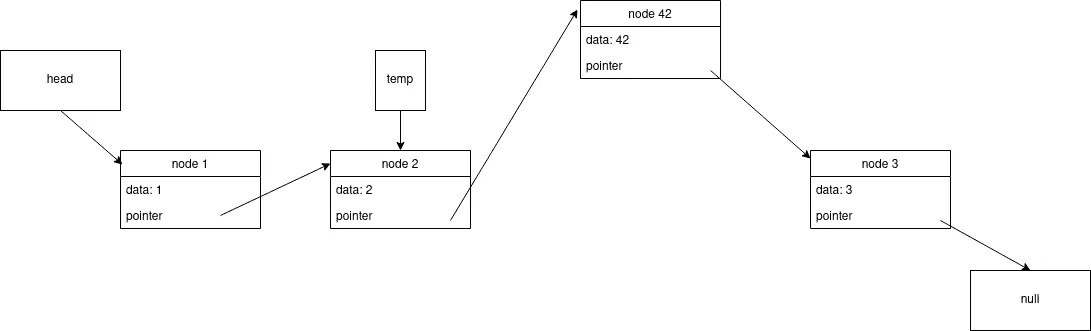 head
temp
node 42
data: 42
pointer
node 1
data: 1
pointer
node 2
data: 2
pointer
node 3
data: 3
pointer
null